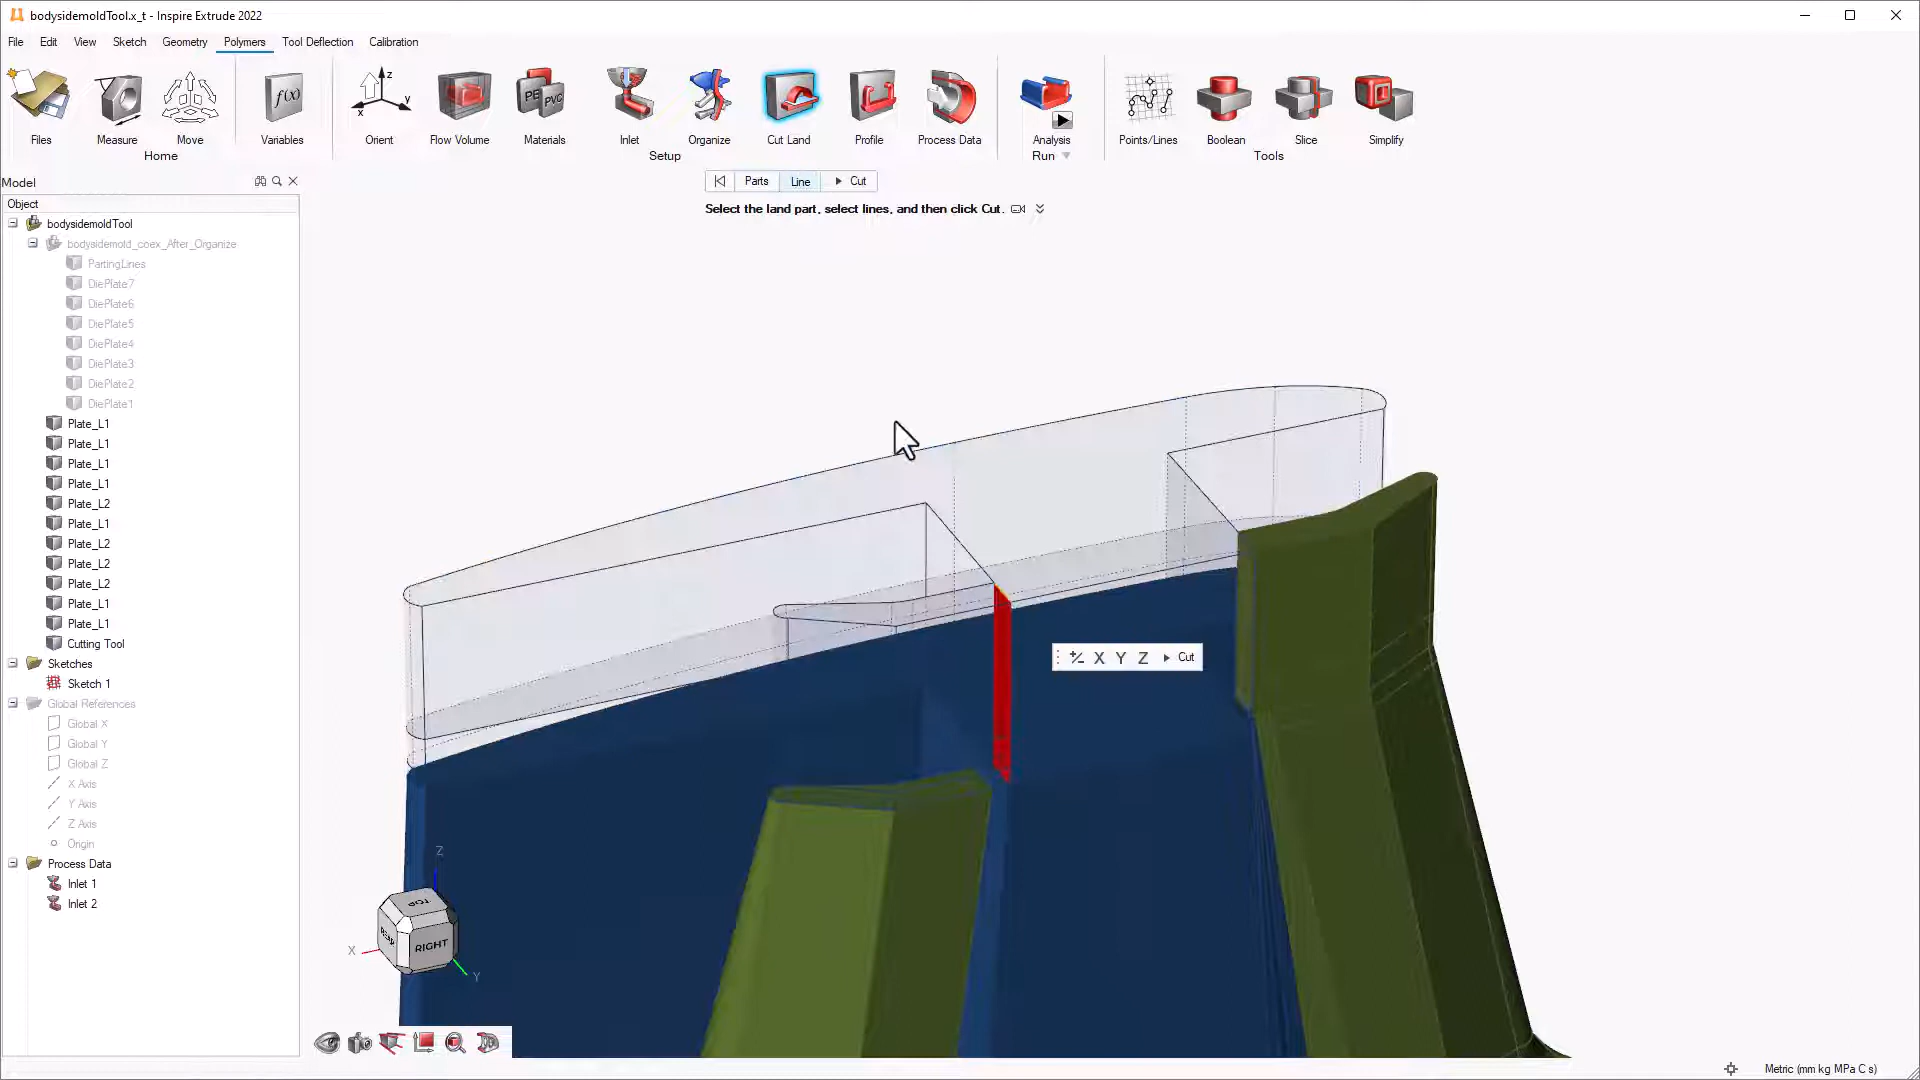 bodysidemoldTool.x_t - Inspire Extrude 2022
File Edit View Sketch Geometry Polymers Tool Deflection Calibration
Files Measure Move Variables Orient Flow Volume Materials Inlet Organize Cut Land Profile Process Data Analysis Points/Lines Boolean Slice Simplify
Home Setup Run Tools
Model
Parts Line Cut
Select the land part, select lines, and then click Cut.
Object
bodysidemoldTool
bodysidemold_coex_After_Organize
PartingLines
DiePlate7
DiePlate6
DiePlate5
DiePlate4
DiePlate3
DiePlate2
DiePlate1
Plate_L1
Plate_L1
Plate_L1
Plate_L1
Plate_L2
Plate_L1
Plate_L2
Plate_L2
Plate_L2
Plate_L1
Plate_L1
Cutting Tool
Sketches
Sketch 1
Global References
Global X
Global Y
Global Z
X Axis
Y Axis
Z Axis
Origin
Process Data
Inlet 1
Inlet 2
X Y Z Cut
Z
TOP
REAR RIGHT
X
Y
Metric (mm kg MPa C s)